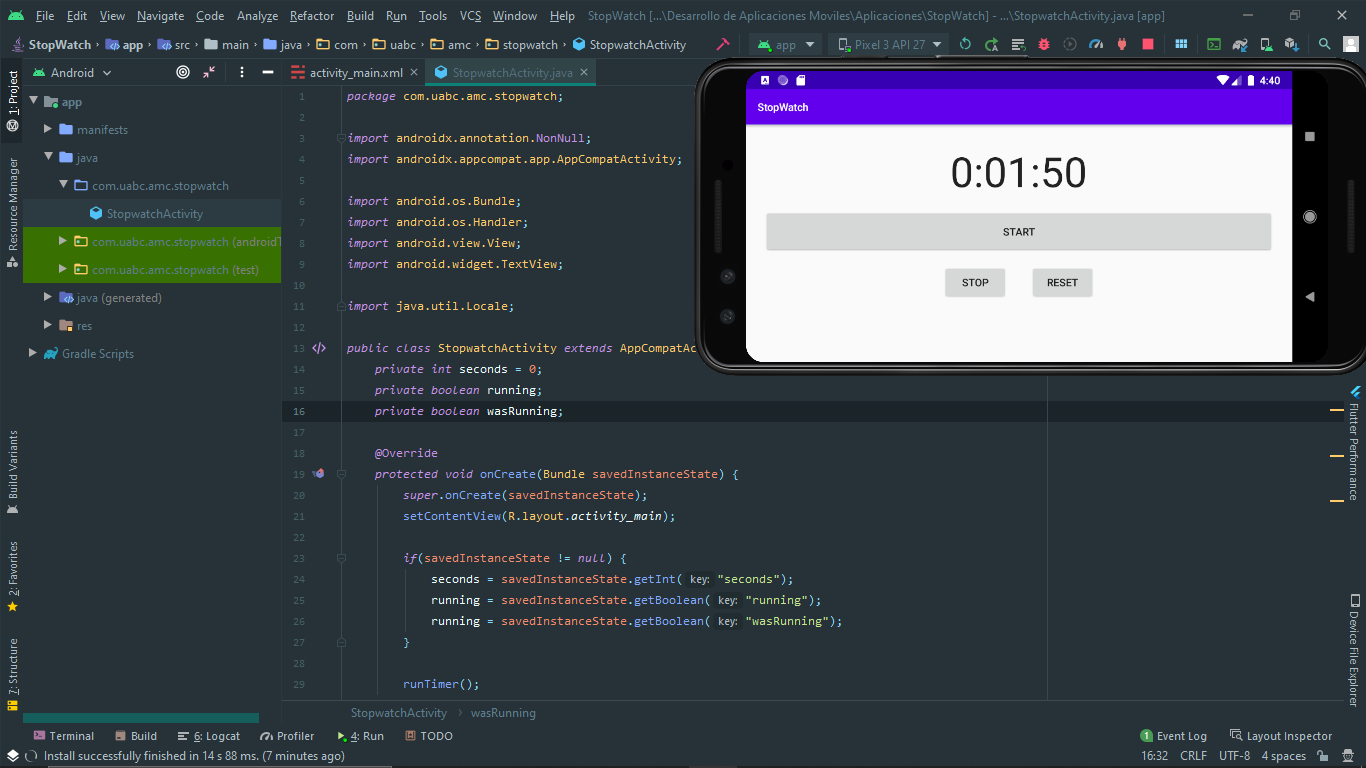 File Edit View Navigate Code Analyze Refactor Build Run Tools VCS Window Help StopWatch [...\Desarrollo de Aplicaciones Moviles\Aplicaciones\StopWatch] - ...\StopwatchActivity.java [app]
StopWatch app src main java com uabc amc stopwatch StopwatchActivity app Pixel 3 API 27
Android activity_main.xml StopwatchActivity.java
1: Project
Resource Manager
Build Variants
2: Favorites
7: Structure
app
manifests
java
com.uabc.amc.stopwatch
StopwatchActivity
com.uabc.amc.stopwatch (androidT
com.uabc.amc.stopwatch (test)
java (generated)
res
Gradle Scripts
1 package com.uabc.amc.stopwatch;
2
3 import androidx.annotation.NonNull;
4 import androidx.appcompat.app.AppCompatActivity;
5
6 import android.os.Bundle;
7 import android.os.Handler;
8 import android.view.View;
9 import android.widget.TextView;
10
11 import java.util.Locale;
12
13 public class StopwatchActivity extends AppCompatAc
14 private int seconds = 0;
15 private boolean running;
16 private boolean wasRunning;
17
18 @Override
19 protected void onCreate(Bundle savedInstanceState) {
20 super.onCreate(savedInstanceState);
21 setContentView(R.layout.activity_main);
22
23 if(savedInstanceState != null) {
24 seconds = savedInstanceState.getInt( key: "seconds");
25 running = savedInstanceState.getBoolean( key: "running");
26 running = savedInstanceState.getBoolean( key: "wasRunning");
27 }
28
29 runTimer();
4:40
StopWatch
0:01:50
START
STOP RESET
Flutter Performance
Device File Explorer
StopwatchActivity wasRunning
Terminal Build 6: Logcat Profiler 4: Run TODO 1 Event Log Layout Inspector
Install successfully finished in 14 s 88 ms. (7 minutes ago) 16:32 CRLF UTF-8 4 spaces